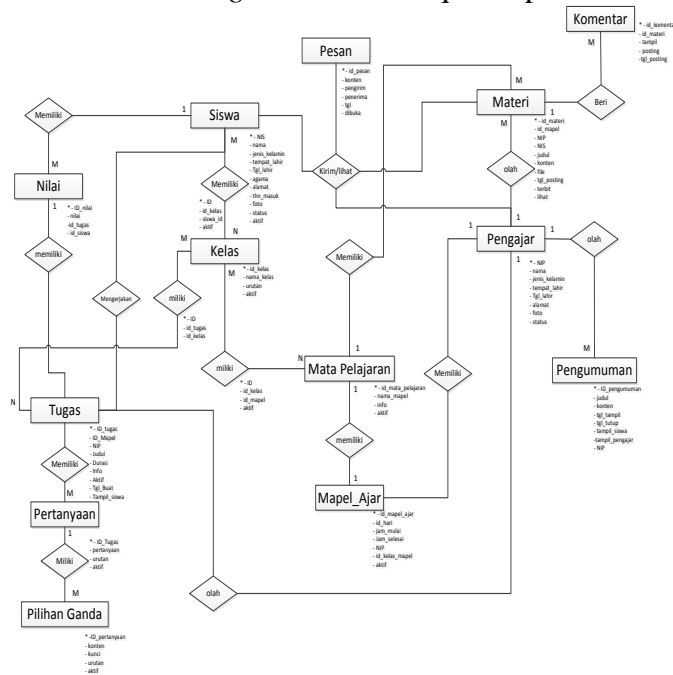 Komentar
* - id_komenta
- id_materi
- tampil
- posting
-tgl_posting
M
Beri
1
Pesan
* - id_pesan
- konten
- pengirim
- penerima
- tgl
- dibuka
Memiliki
1
Siswa
M
* - NIS
- nama
- jenis_kelamin
- tempat_lahir
- Tgl_lahir
- agama
- alamat
- thn_masuk
- foto
- status
- aktif
M
Materi
1
M
* - id_materi
- id_mapel
- NIP
- NIS
- judul
- konten
- file
- tgl_posting
- terbit
- lihat
olah
Kirim/lihat
M
Nilai
1
* - ID_nilai
- nilai
-id_tugas
- id_siswa
Memiliki
* - ID
- id_kelas
- siswa_id
- aktif
N
M
Kelas
M
* - id_kelas
- nama_kelas
- urutan
- aktif
memiliki
Mengerjakan
miliki
* - ID
- id_tugas
- id_kelas
Memiliki
1
1
1
Pengajar
1
1
* - NIP
- nama
- jenis_kelamin
- tempat_lahir
- Tgl_lahir
- alamat
- foto
- status
olah
M
Pengumuman
* - ID_pengumuman
- judul
- konten
- tgl_tampil
- tgl_tutup
- tampil_siswa
-tampil_pengajar
- NIP
miliki
* - ID
- id_kelas
- id_mapel
- aktif
N
1
Mata Pelajaran
1
* - id_mata_pelajaran
- nama_mapel
- info
- aktif
Memiliki
memiliki
1
Mapel_Ajar
* - id_mapel_ajar
- id_hari
- jam_mulai
- Jam_selesai
- NIP
- id_kelas_mapel
- aktif
N
Tugas
* - ID_tugas
- ID_Mapel
- NIP
- Judul
- Durasi
- Info
- Aktif
- Tgl_Buat
- Tampil_siswa
Memiliki
M
Pertanyaan
1
* - ID_Tugas
- pertanyaan
- urutan
- aktif
Miliki
M
olah
Pilihan Ganda
* -ID_pertanyaan
- konten
- kunci
- urutan
- aktif